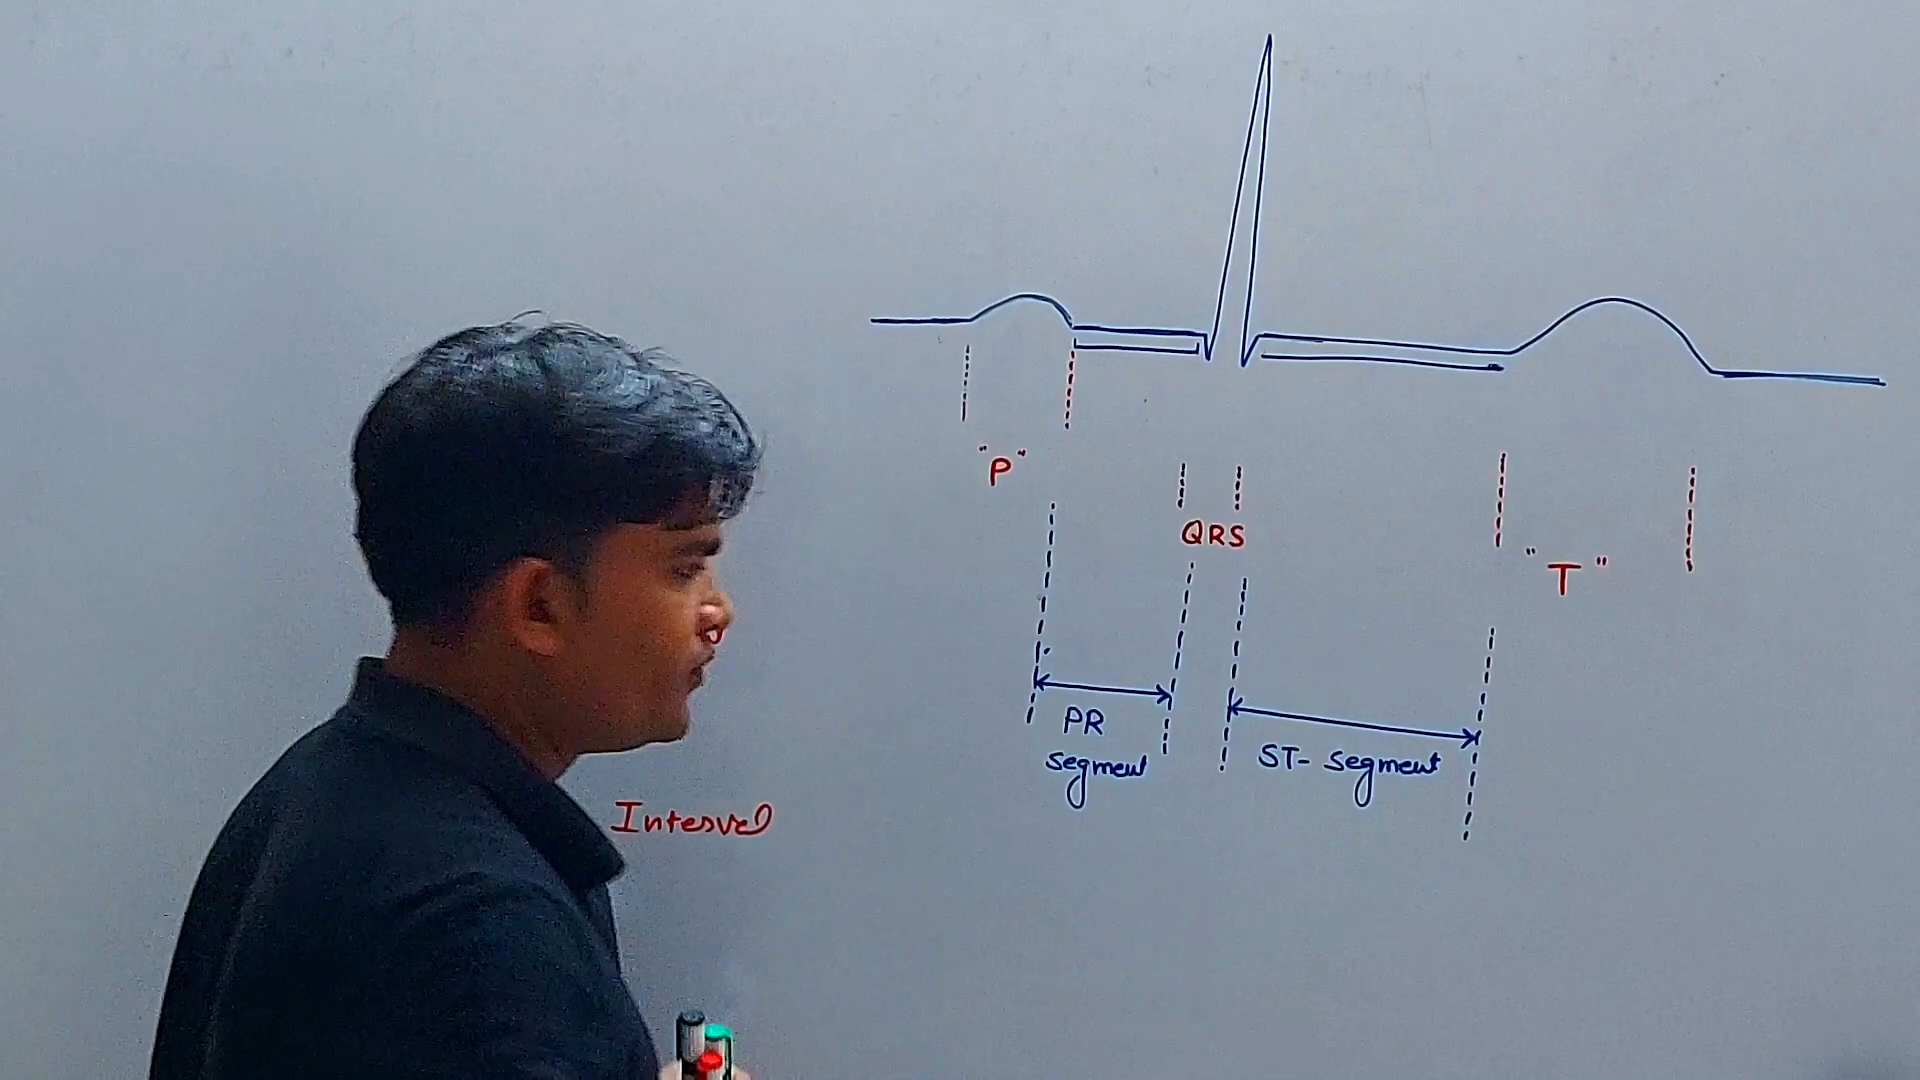 "P"
QRS
"T"
PR
segment
ST- segment
Interval